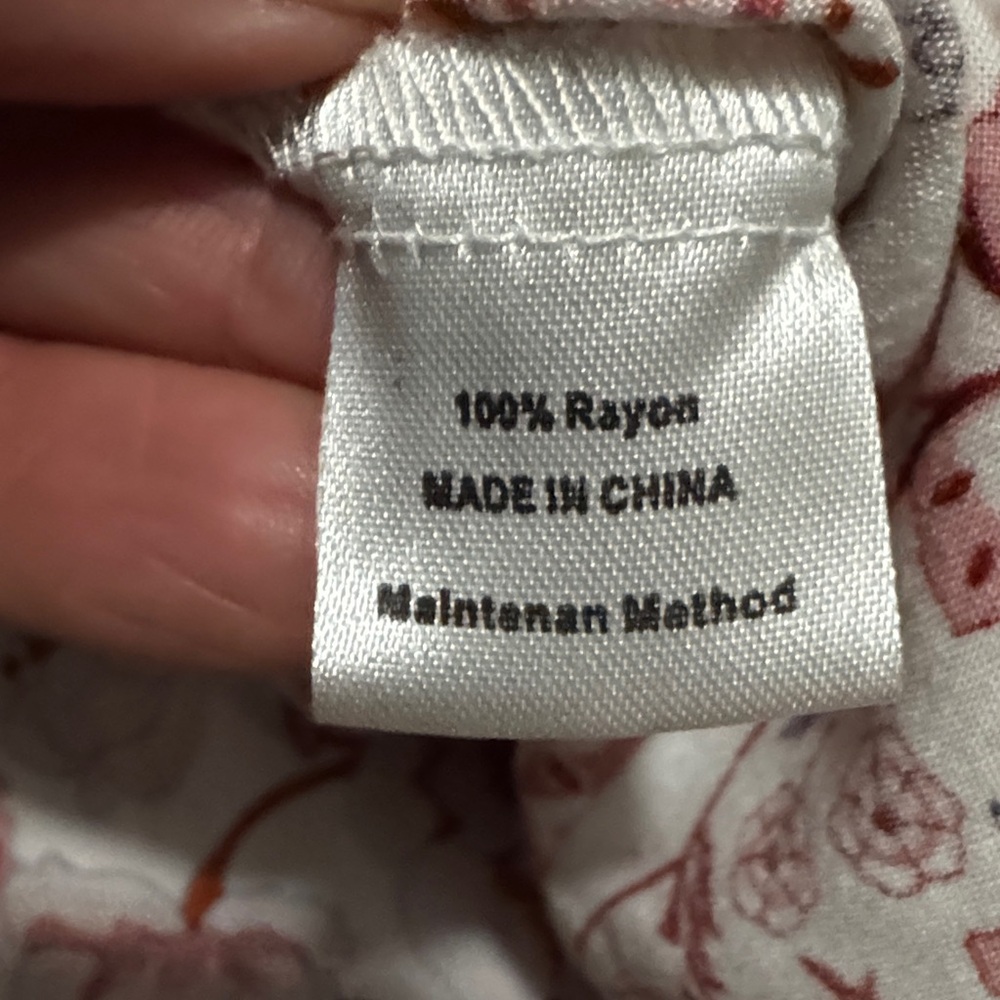 100% Rayon
MADE IN CHINA
Maintenan Method